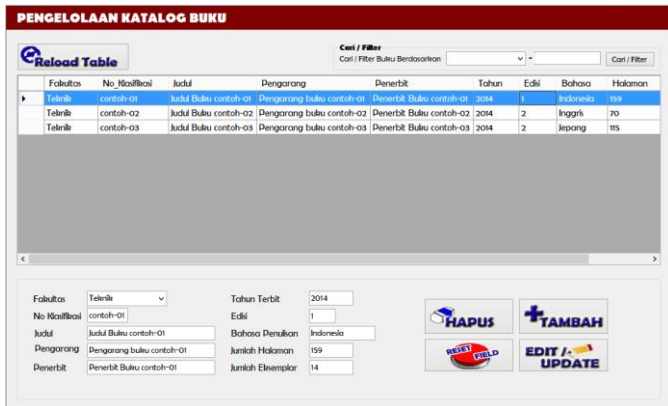 PENGELOLAAN KATALOG BUKU
Reload Table
Cari / Filter
Cari / Filter Buku Berdasarkan - Cari / Filter
Fakultas No_Klasifikasi Judul Pengarang Penerbit Tahun Edisi Bahasa Halaman
Teknik contoh-01 Judul Buku contoh-01 Pengarang buku contoh-01 Penerbit Buku contoh-01 2014 1 Indonesia 159
Teknik contoh-02 Judul Buku contoh-02 Pengarang buku contoh-02 Penerbit Buku contoh-02 2014 2 Inggris 70
Teknik contoh-03 Judul Buku contoh-03 Pengarang buku contoh-03 Penerbit Buku contoh-03 2014 2 Jepang 115
Fakultas Teknik
No Klasifikasi contoh-01
Judul Judul Buku contoh-01
Pengarang Pengarang buku contoh-01
Penerbit Penerbit Buku contoh-01
Tahun Terbit 2014
Edisi 1
Bahasa Penulisan Indonesia
Jumlah Halaman 159
Jumlah Eksemplar 14
HAPUS
TAMBAH
RESET FIELD
EDIT /
UPDATE